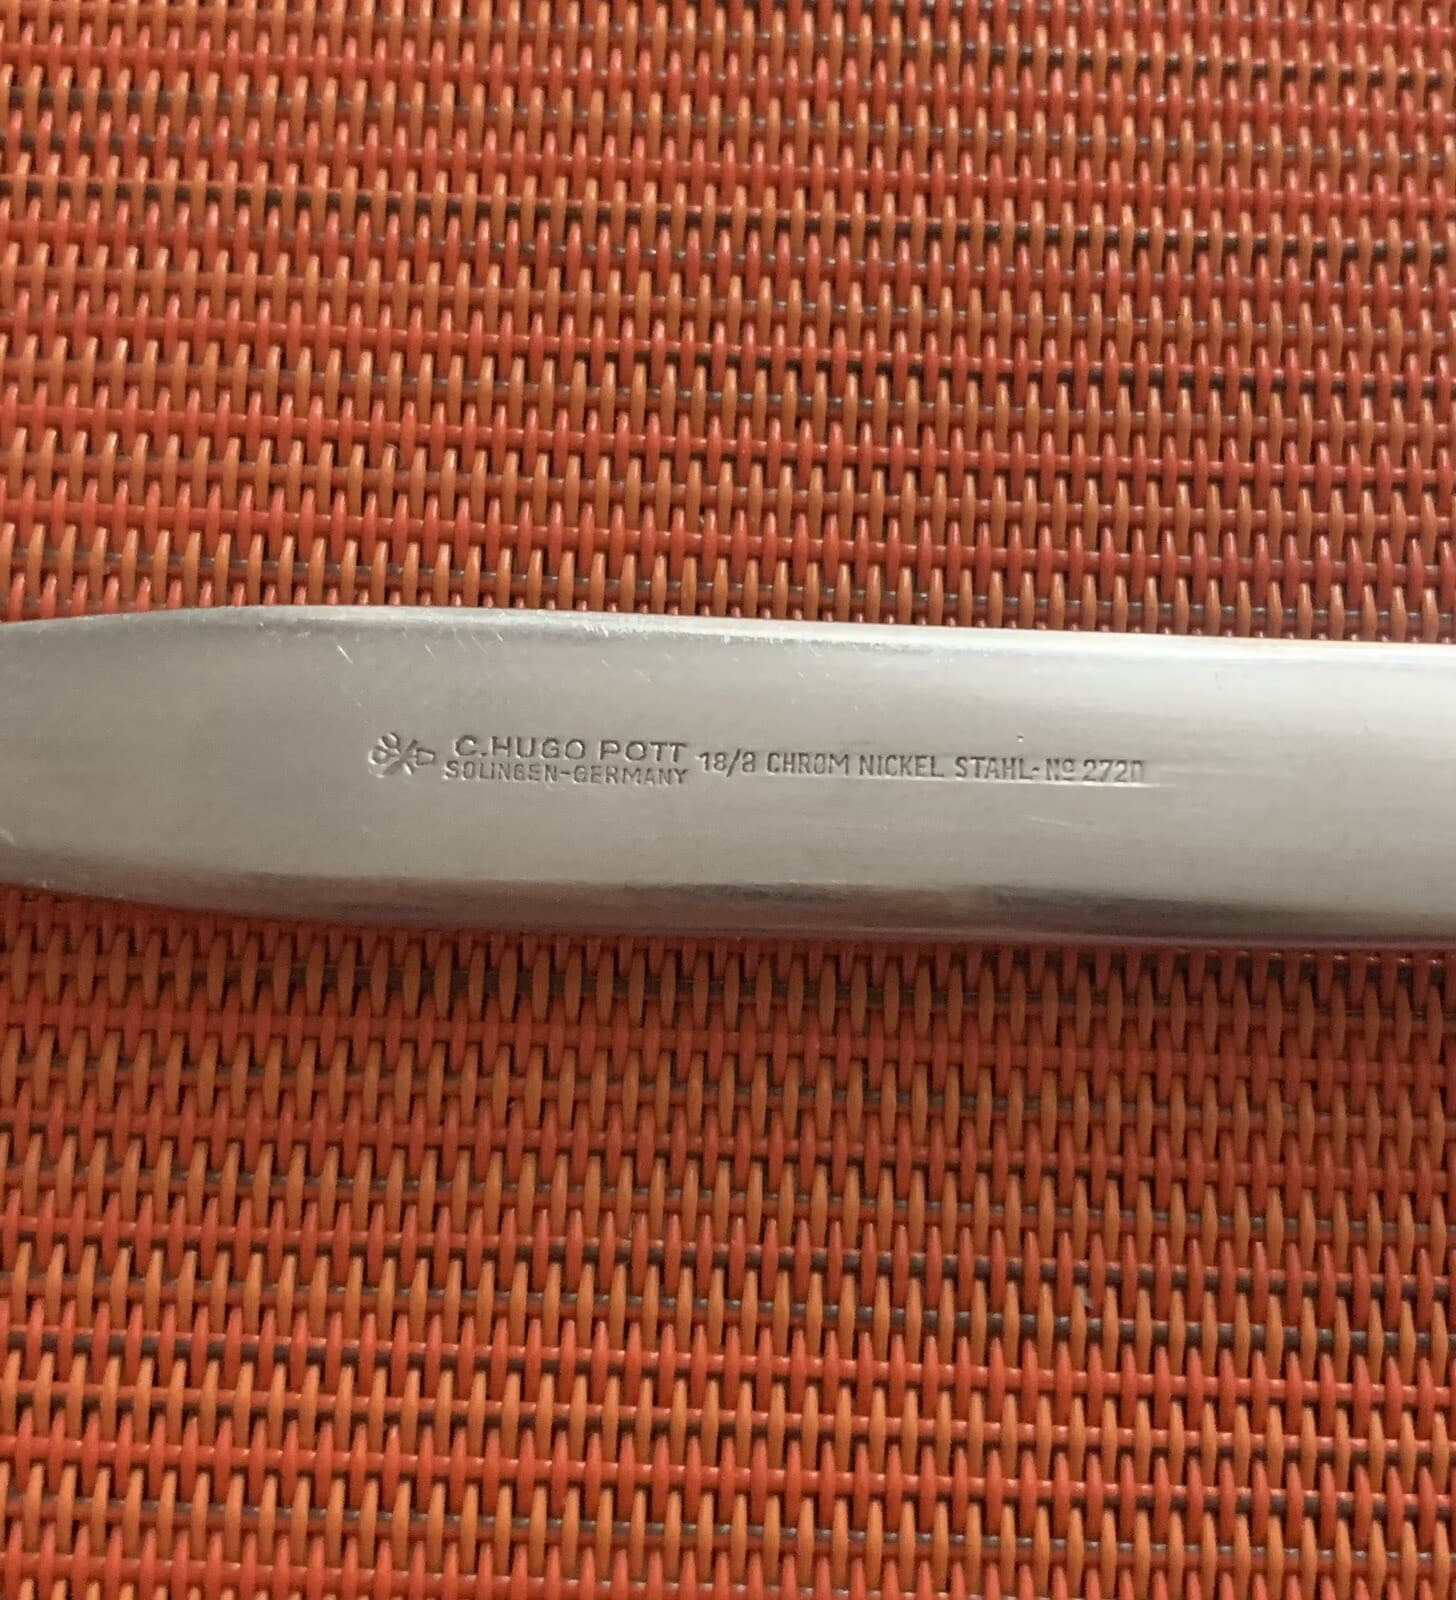 C.HUGO POTT
SOLINGEN-GERMANY
18/8 CHROM NICKEL STAHL-Nº 2720